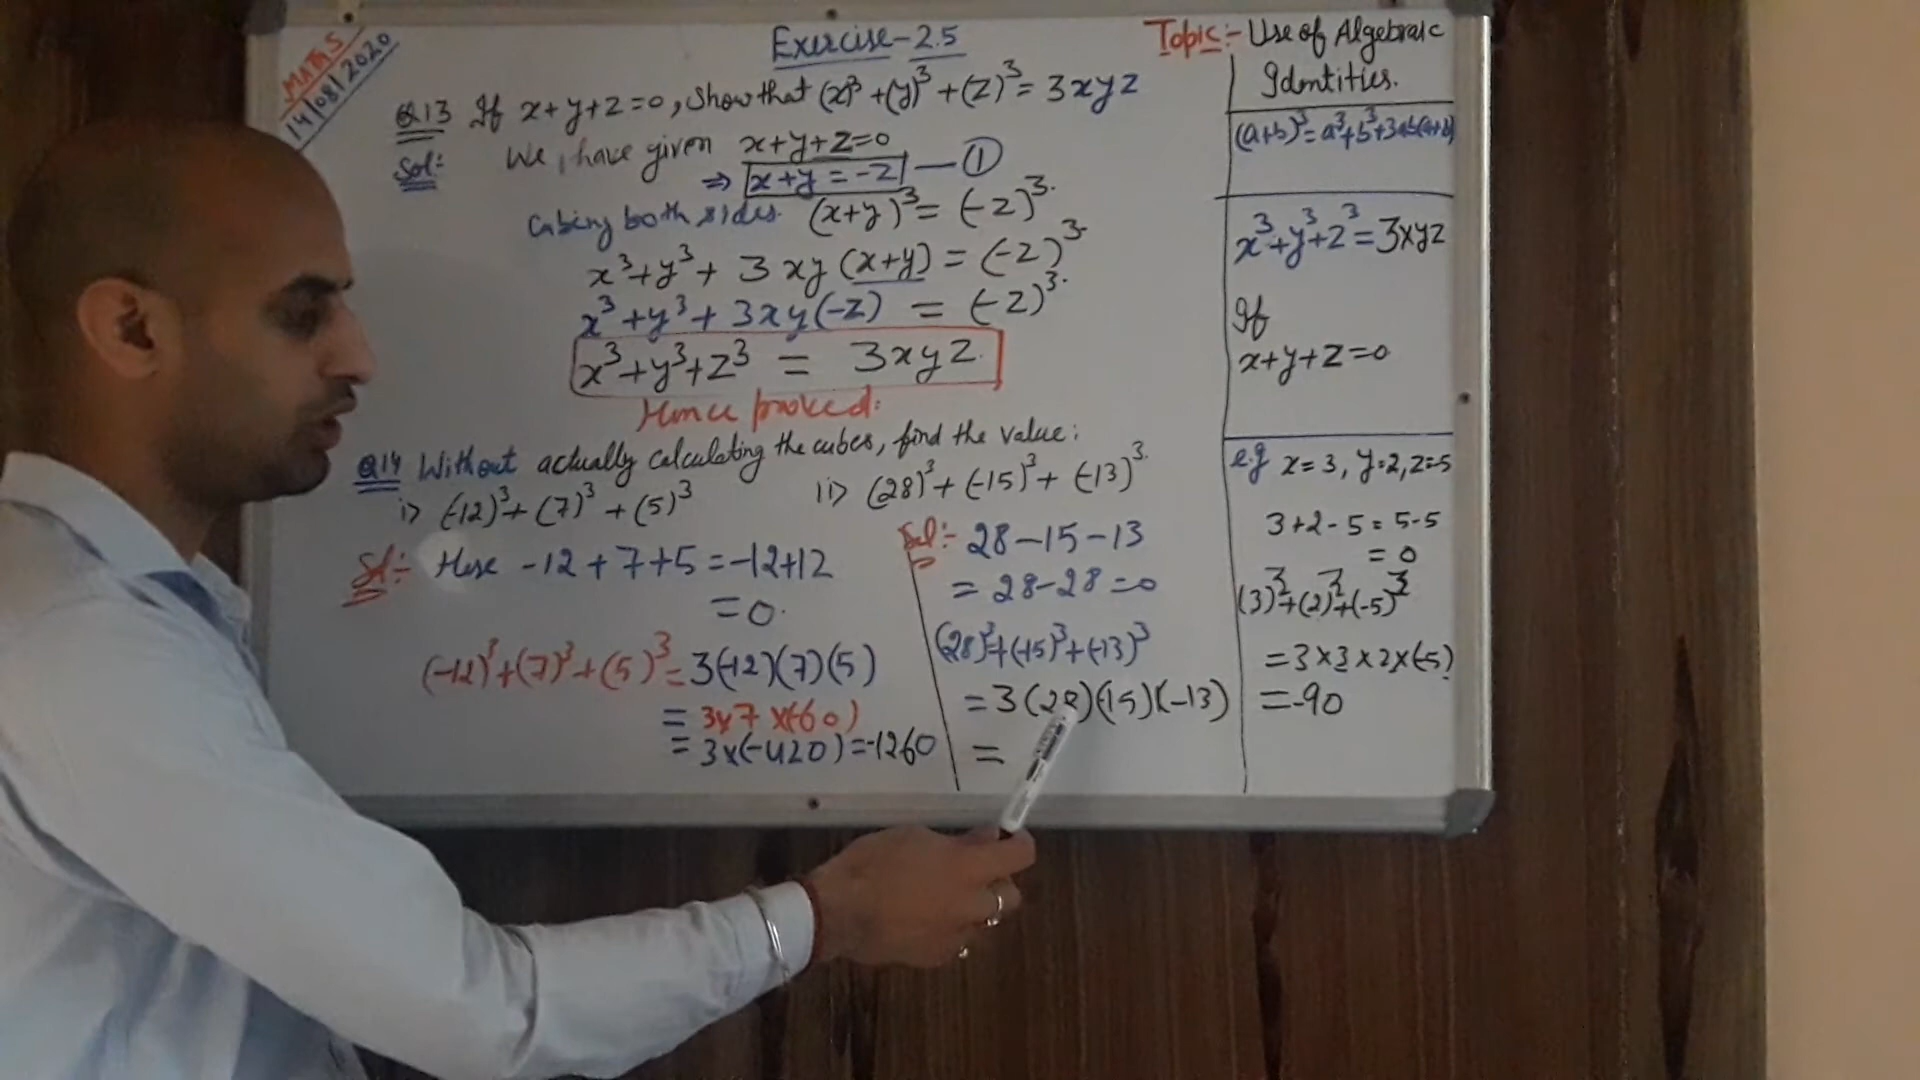 MATHS
14/08/2020
Exercise-2.5
Q13 If x+y+z=0, Show that (x)³ +(y)³ +(z)³ = 3xyz
Sol:- We have given x+y+z=0
⇒ x+y = -z — ①
Cubing both sides. (x+y)³ = (-z)³.
x³+y³+ 3xy (x+y) = (-z)³.
x³+y³+ 3xy(-z) = (-z)³.
x³+y³+z³ = 3xyz.
Hence proved.
Q14 Without actually calculating the cubes, find the value:
i> (-12)³+(7)³+(5)³
ii> (28)³+(-15)³+(-13)³.
Sol:- Here -12+7+5 = -12+12
= 0.
(-12)³+(7)³+(5)³ = 3(-12)(7)(5)
= 3x7 x(-60)
= 3x(-420) = -1260
Sol:- 28-15-13
= 28-28=0
(28)³+(-15)³+(-13)³
= 3(28)(-15)(-13)
=
Topic:- Use of Algebraic
Identities.
(a+b)³=a³+b³+3ab(a+b)
x³+y³+z³=3xyz
If
x+y+z=0
e.g x=3, y=2, z=-5
3+2-5=5-5
= 0
(3)³+(2)³+(-5)³
=3x3x2x(-5)
=-90